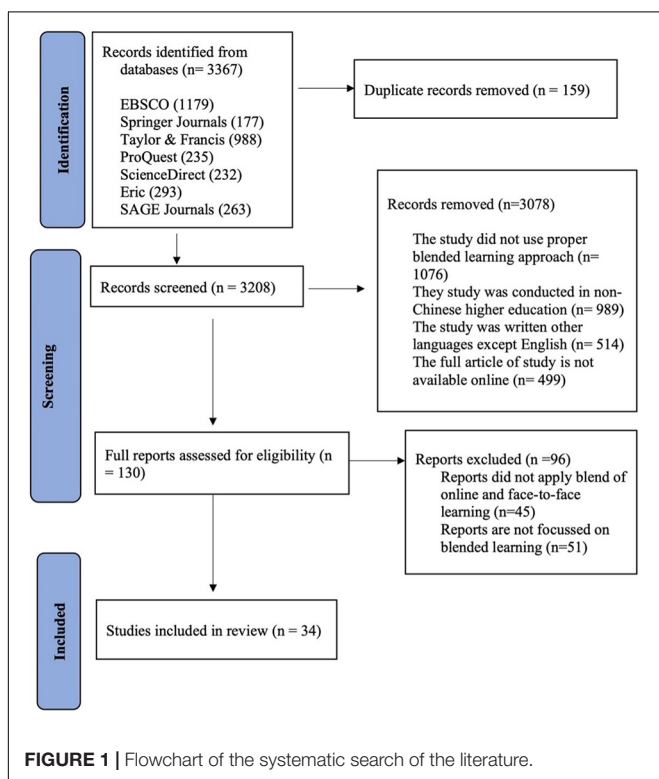 Identification
Records identified from
databases (n= 3367)
EBSCO (1179)
Springer Journals (177)
Taylor & Francis (988)
ProQuest (235)
ScienceDirect (232)
Eric (293)
SAGE Journals (263)
Duplicate records removed (n = 159)
Screening
Records screened (n = 3208)
Records removed (n=3078)
The study did not use proper
blended learning approach (n=
1076)
They study was conducted in non-
Chinese higher education (n= 989)
The study was written other
languages except English (n= 514)
The full article of study is not
available online (n= 499)
Full reports assessed for eligibility (n
= 130)
Reports excluded (n =96)
Reports did not apply blend of
online and face-to-face
learning (n=45)
Reports are not focussed on
blended learning (n=51)
Included
Studies included in review (n = 34)
FIGURE 1 | Flowchart of the systematic search of the literature.